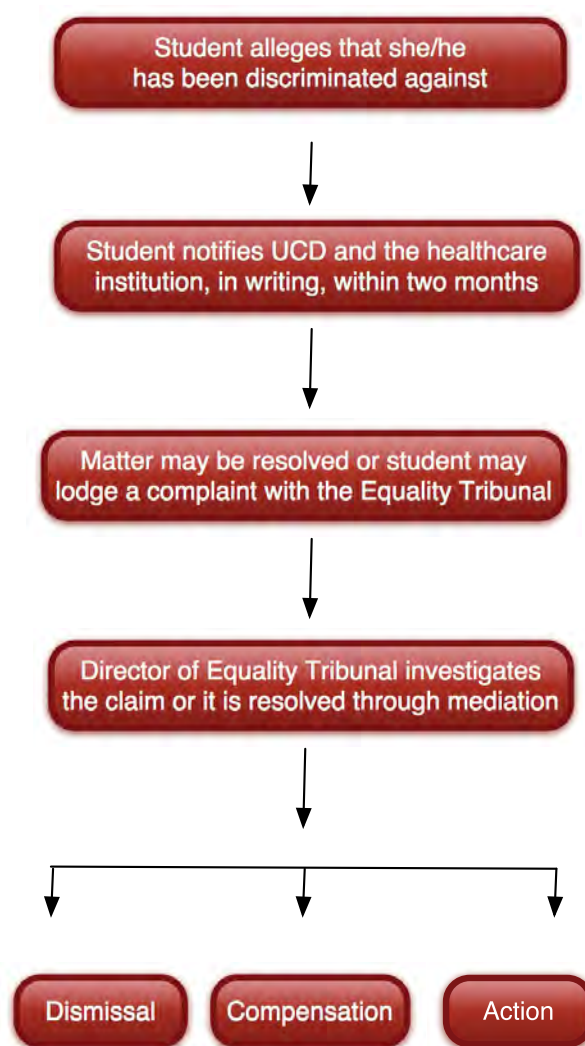 Student alleges that she/he
has been discriminated against
Student notifies UCD and the healthcare
institution, in writing, within two months
Matter may be resolved or student may
lodge a complaint with the Equality Tribunal
Director of Equality Tribunal investigates
the claim or it is resolved through mediation
Dismissal
Compensation
Action